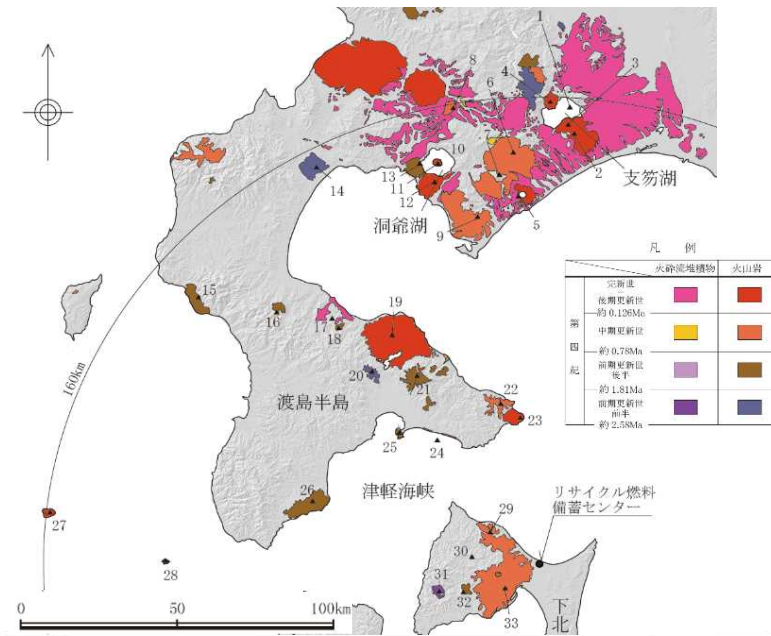 1
8
4
6
3
7
10
13
11
12
14
2
支笏湖
洞爺湖
9
5
凡 例
火砕流堆積物
火山岩
第四紀
完新世
後期更新世
約 0.126Ma
中期更新世
約 0.78Ma
前期更新世
後半
約 1.81Ma
前期更新世
前半
約 2.58Ma
15
16
17
18
19
20
21
22
23
24
25
渡島半島
160km
津軽海峡
26
27
28
リサイクル燃料
備蓄センター
29
30
31
32
33
下北
0
50
100km